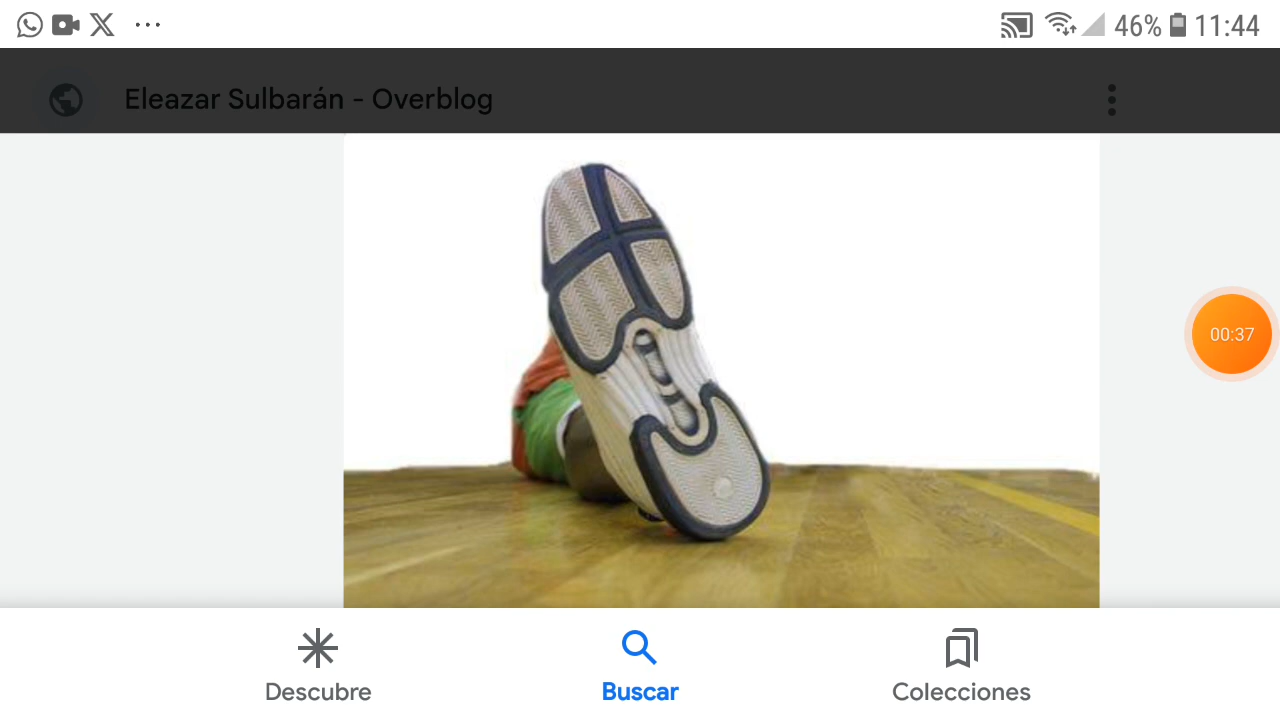 46% 11:44
Eleazar Sulbarán - Overblog
00:37
Descubre
Buscar
Colecciones